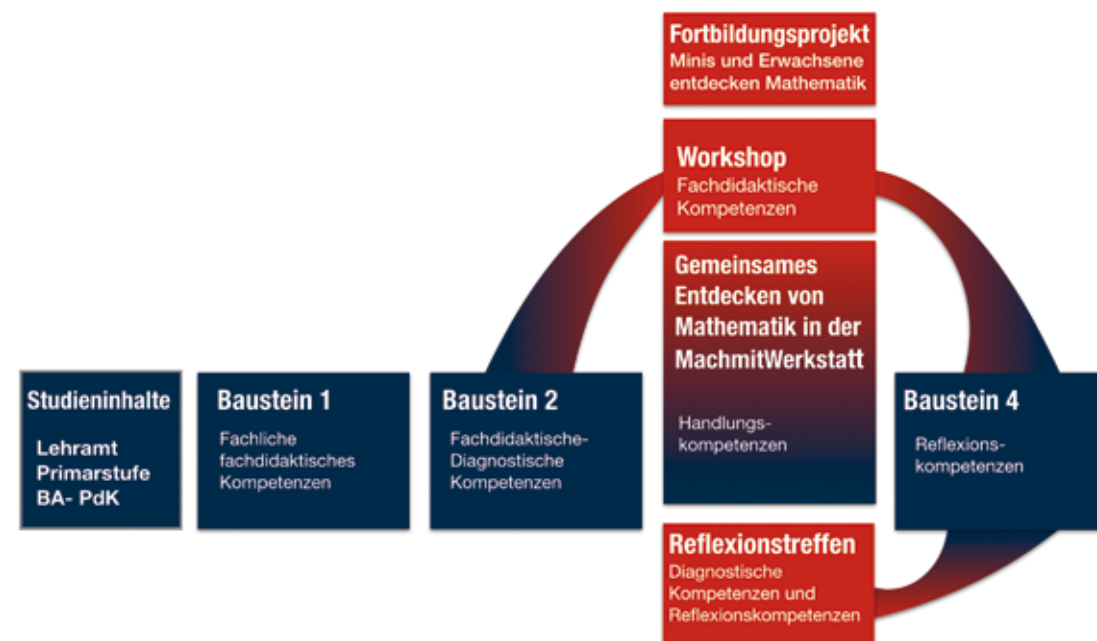 Fortbildungsprojekt
Minis und Erwachsene
entdecken Mathematik
Workshop
Fachdidaktische
Kompetenzen
Gemeinsames
Entdecken von
Mathematik in der
MachmitWerkstatt
Handlungs-
kompetenzen
Studieninhalte
Lehramt
Primarstufe
BA- PdK
Baustein 1
Fachliche
fachdidaktisches
Kompetenzen
Baustein 2
Fachdidaktische-
Diagnostische
Kompetenzen
Baustein 4
Reflexions-
kompetenzen
Reflexionstreffen
Diagnostische
Kompetenzen und
Reflexionskompetenzen